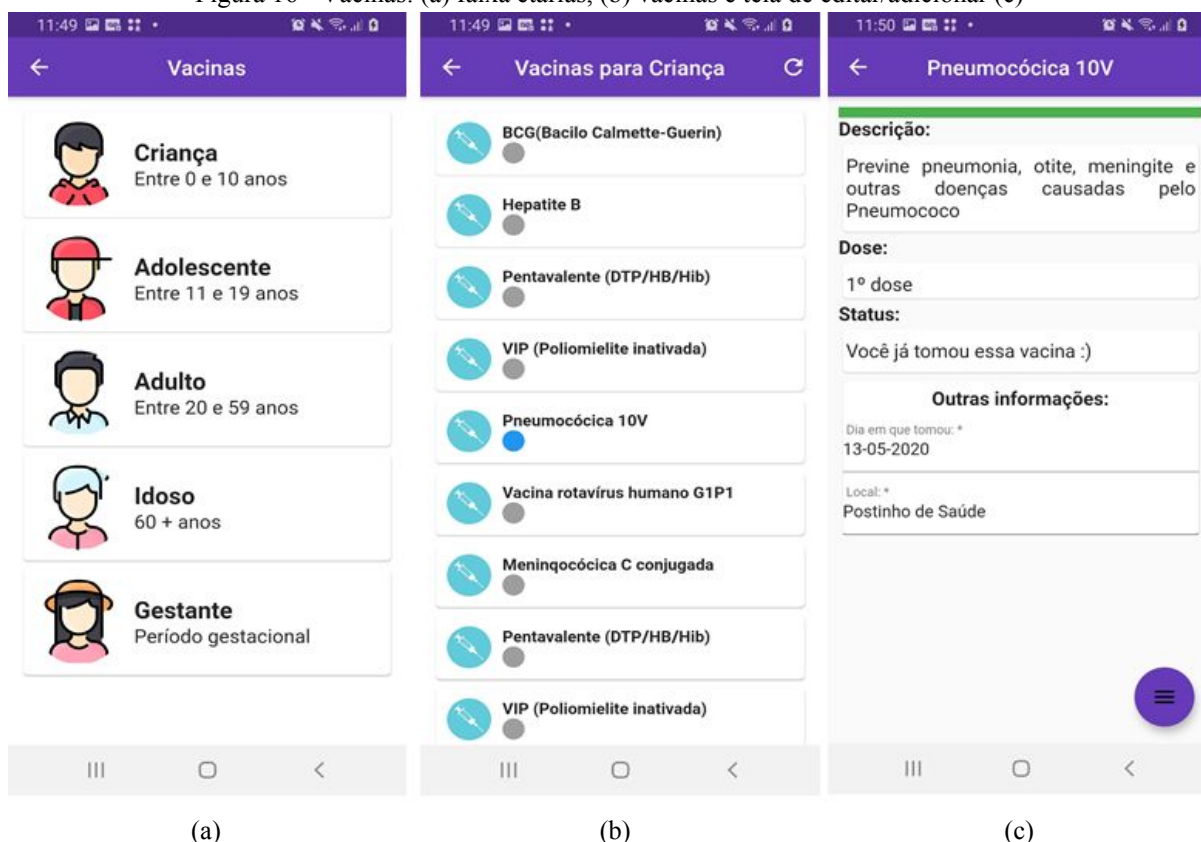 Figura 10 - Vacinas: (a) faixa etárias, (b) vacinas e tela de editar/adicionar (c)
11:49
Vacinas
Criança
Entre 0 e 10 anos
Adolescente
Entre 11 e 19 anos
Adulto
Entre 20 e 59 anos
Idoso
60 + anos
Gestante
Período gestacional
(a)
11:49
Vacinas para Criança
BCG(Bacilo Calmette-Guerin)
Hepatite B
Pentavalente (DTP/HB/Hib)
VIP (Poliomielite inativada)
Pneumocócica 10V
Vacina rotavírus humano G1P1
Meninqocócica C conjugada
Pentavalente (DTP/HB/Hib)
VIP (Poliomielite inativada)
(b)
11:50
Pneumocócica 10V
Descrição:
Previne pneumonia, otite, meningite e
outras doenças causadas pelo
Pneumococo
Dose:
1º dose
Status:
Você já tomou essa vacina :)
Outras informações:
Dia em que tomou: *
13-05-2020
Local: *
Postinho de Saúde
(c)